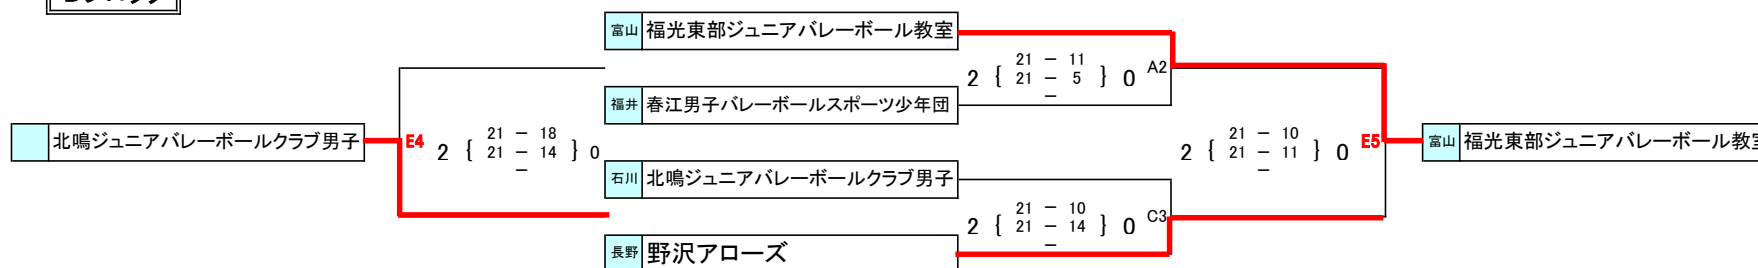 富山 福光東部ジュニアバレーボール教室
2 { 21 － 11 } 0 A2
21 － 5
－
福井 春江男子バレーボールスポーツ少年団
北鳴ジュニアバレーボールクラブ男子 E4
2 { 21 － 18 } 0
21 － 14
－
2 { 21 － 10 } 0 E5
21 － 11
－
富山 福光東部ジュニアバレーボール教
石川 北鳴ジュニアバレーボールクラブ男子
2 { 21 － 10 } 0 C3
21 － 14
－
長野 野沢アローズ